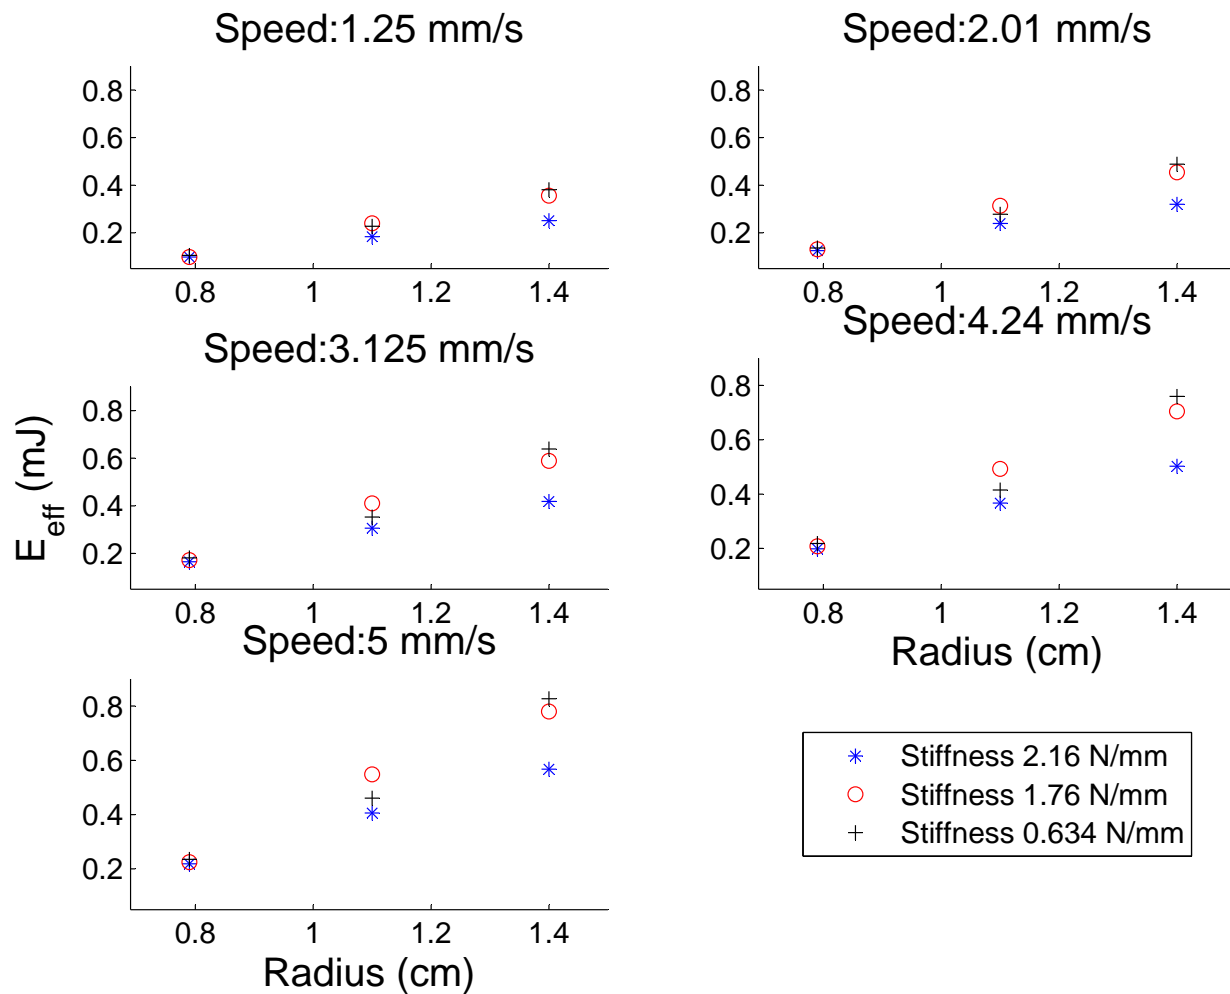 Speed:1.25 mm/s
0.8
0.6
0.4
0.2
0.8 1 1.2 1.4
Speed:2.01 mm/s
0.8
0.6
0.4
0.2
0.8 1 1.2 1.4
Speed:3.125 mm/s
0.8
0.6
0.4
0.2
0.8 1 1.2 1.4
E_eff (mJ)
Speed:4.24 mm/s
0.8
0.6
0.4
0.2
0.8 1 1.2 1.4
Radius (cm)
Speed:5 mm/s
0.8
0.6
0.4
0.2
0.8 1 1.2 1.4
Radius (cm)
Stiffness 2.16 N/mm
Stiffness 1.76 N/mm
Stiffness 0.634 N/mm